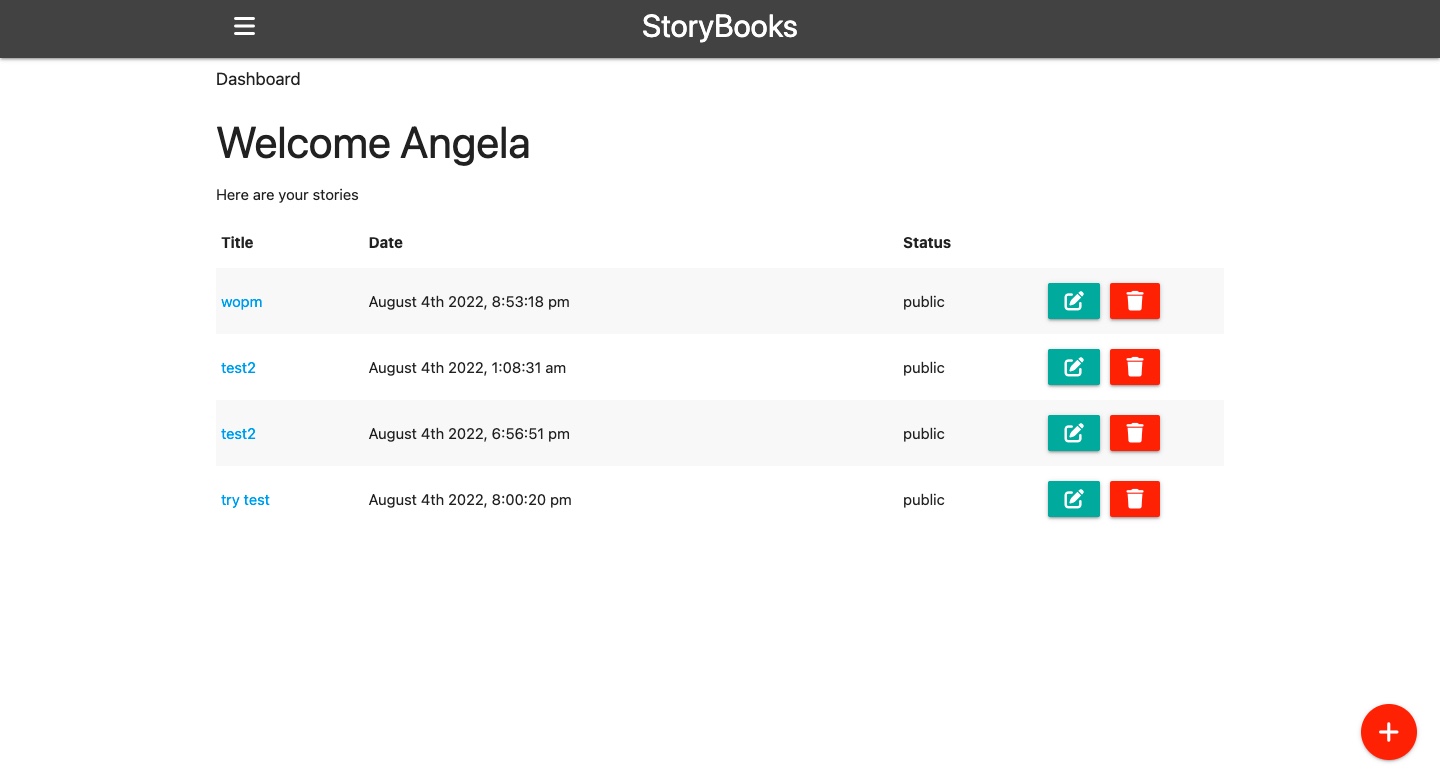 StoryBooks
Dashboard
Welcome Angela
Here are your stories
Title Date Status
wopm August 4th 2022, 8:53:18 pm public
test2 August 4th 2022, 1:08:31 am public
test2 August 4th 2022, 6:56:51 pm public
try test August 4th 2022, 8:00:20 pm public